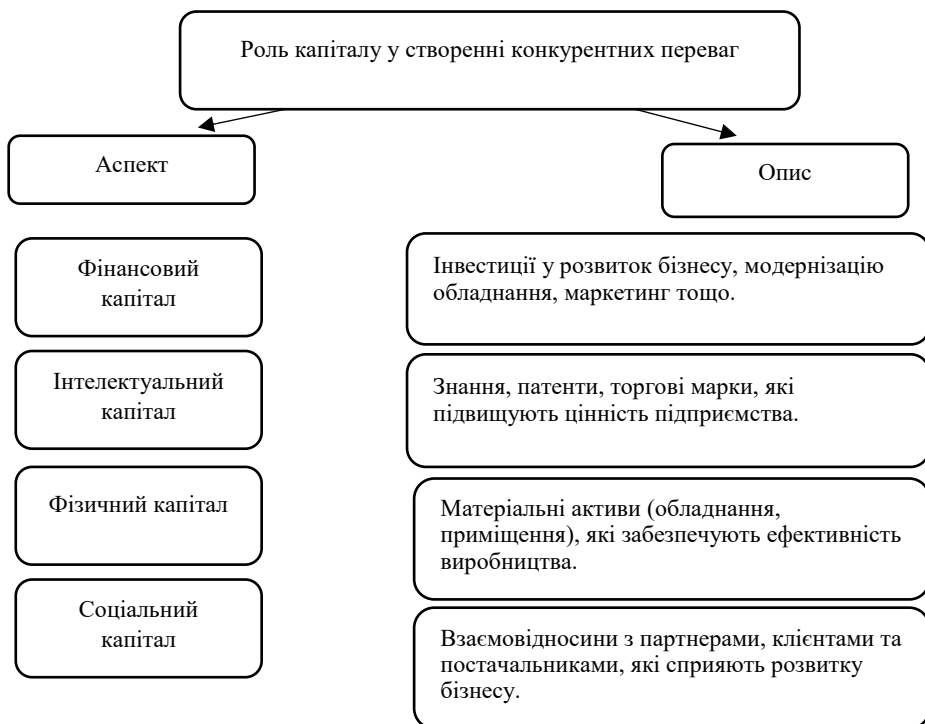 Роль капіталу у створенні конкурентних переваг
Аспект
Опис
Фінансовий
капітал
Інвестиції у розвиток бізнесу, модернізацію
обладнання, маркетинг тощо.
Інтелектуальний
капітал
Знання, патенти, торгові марки, які
підвищують цінність підприємства.
Фізичний капітал
Матеріальні активи (обладнання,
приміщення), які забезпечують ефективність
виробництва.
Соціальний
капітал
Взаємовідносини з партнерами, клієнтами та
постачальниками, які сприяють розвитку
бізнесу.